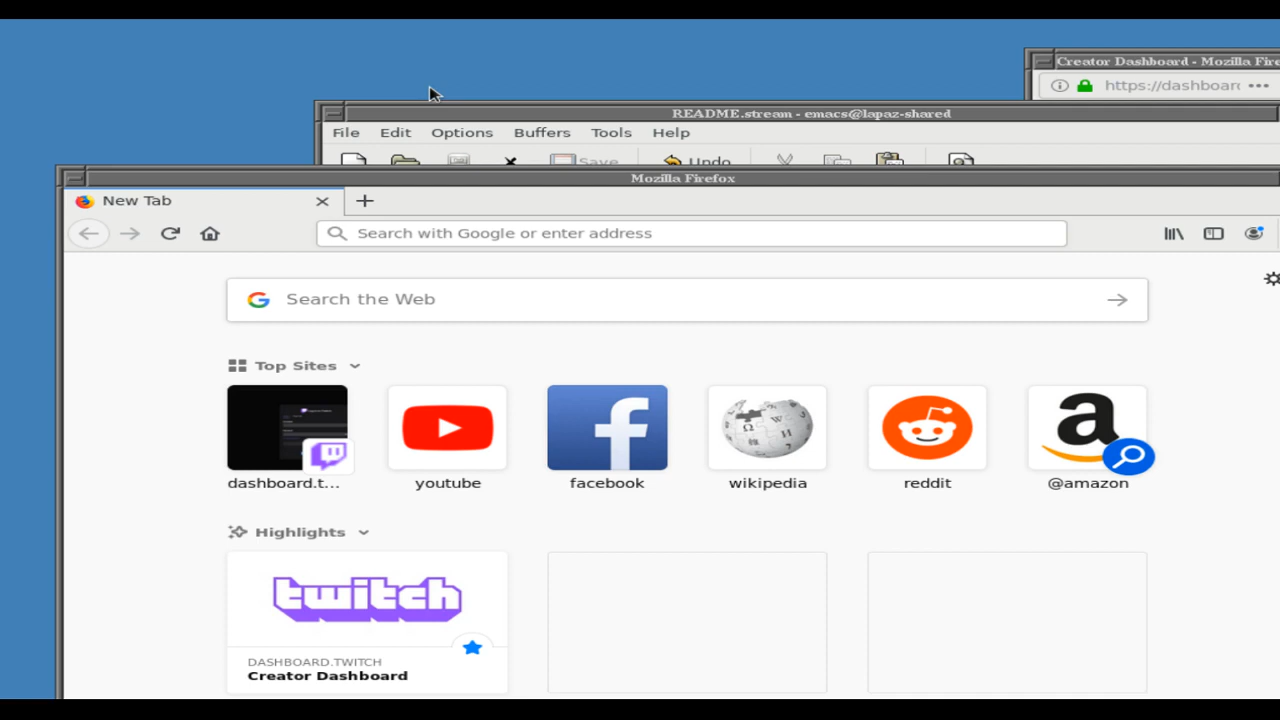 Creator Dashboard - Mozilla Fire
https://dashboar
README.stream - emacs@lapaz-shared
File Edit Options Buffers Tools Help
Save Undo
Mozilla Firefox
New Tab
Search with Google or enter address
Search the Web
Top Sites
dashboard.t... youtube facebook wikipedia reddit @amazon
Highlights
twitch
DASHBOARD.TWITCH
Creator Dashboard